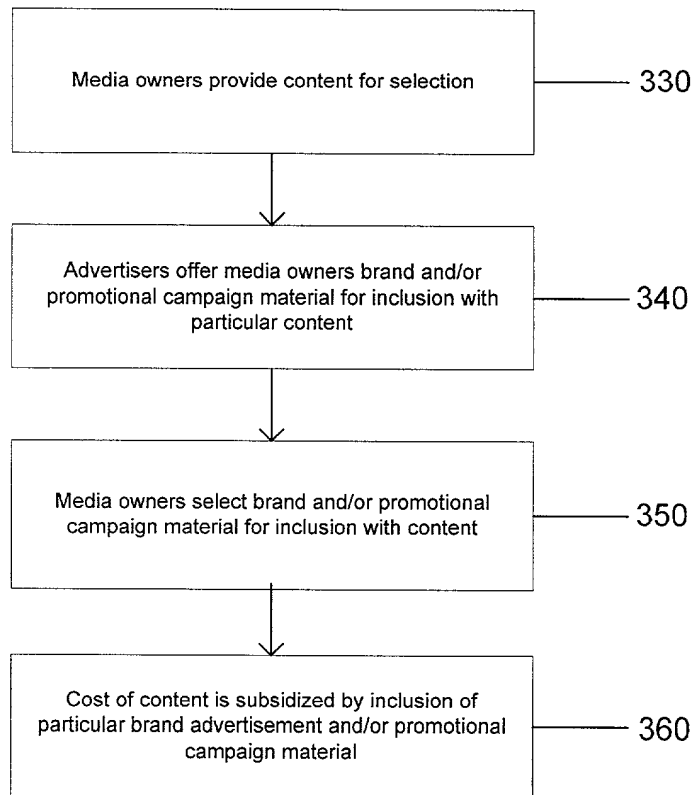 Media owners provide content for selection
330
Advertisers offer media owners brand and/or
promotional campaign material for inclusion with
particular content
340
Media owners select brand and/or promotional
campaign material for inclusion with content
350
Cost of content is subsidized by inclusion of
particular brand advertisement and/or promotional
campaign material
360